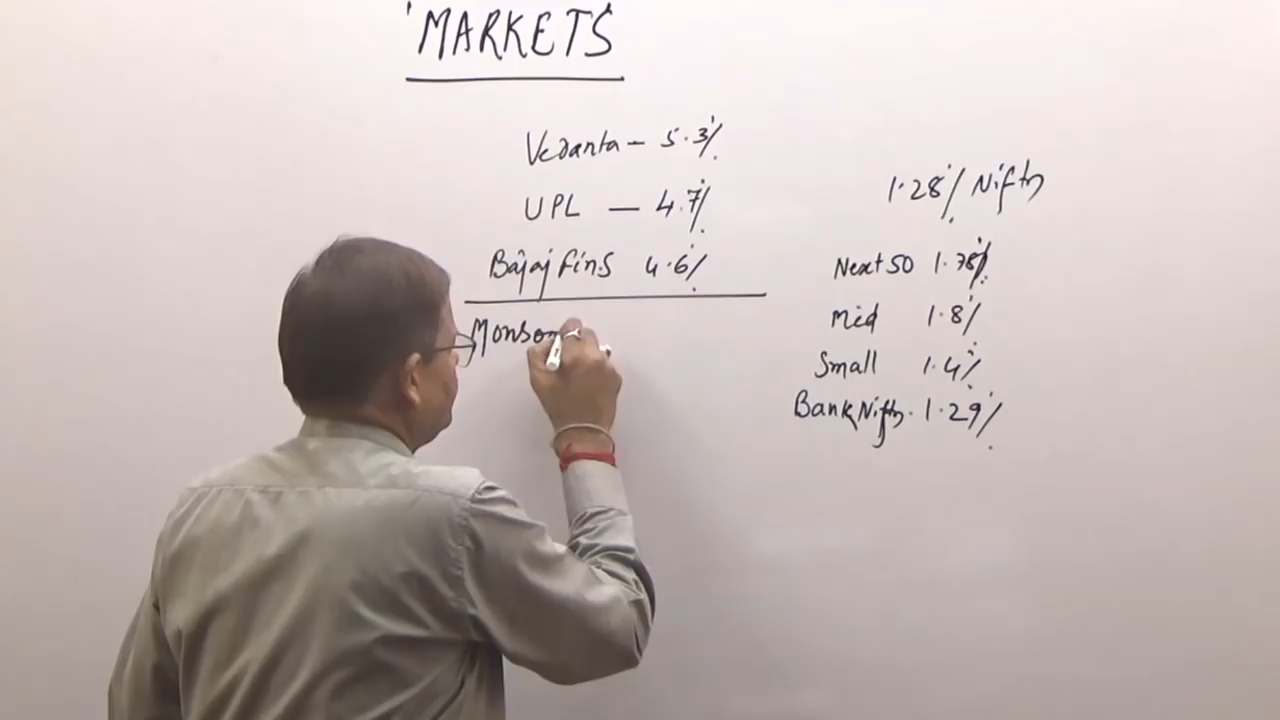 'MARKETS
Vedanta – 5.3%
UPL – 4.7%
Bajaj Fins 4.6%
1.28% Nifty
Next 50 1.78%
Mid 1.8%
Small 1.4%
Bank Nifty. 1.29%